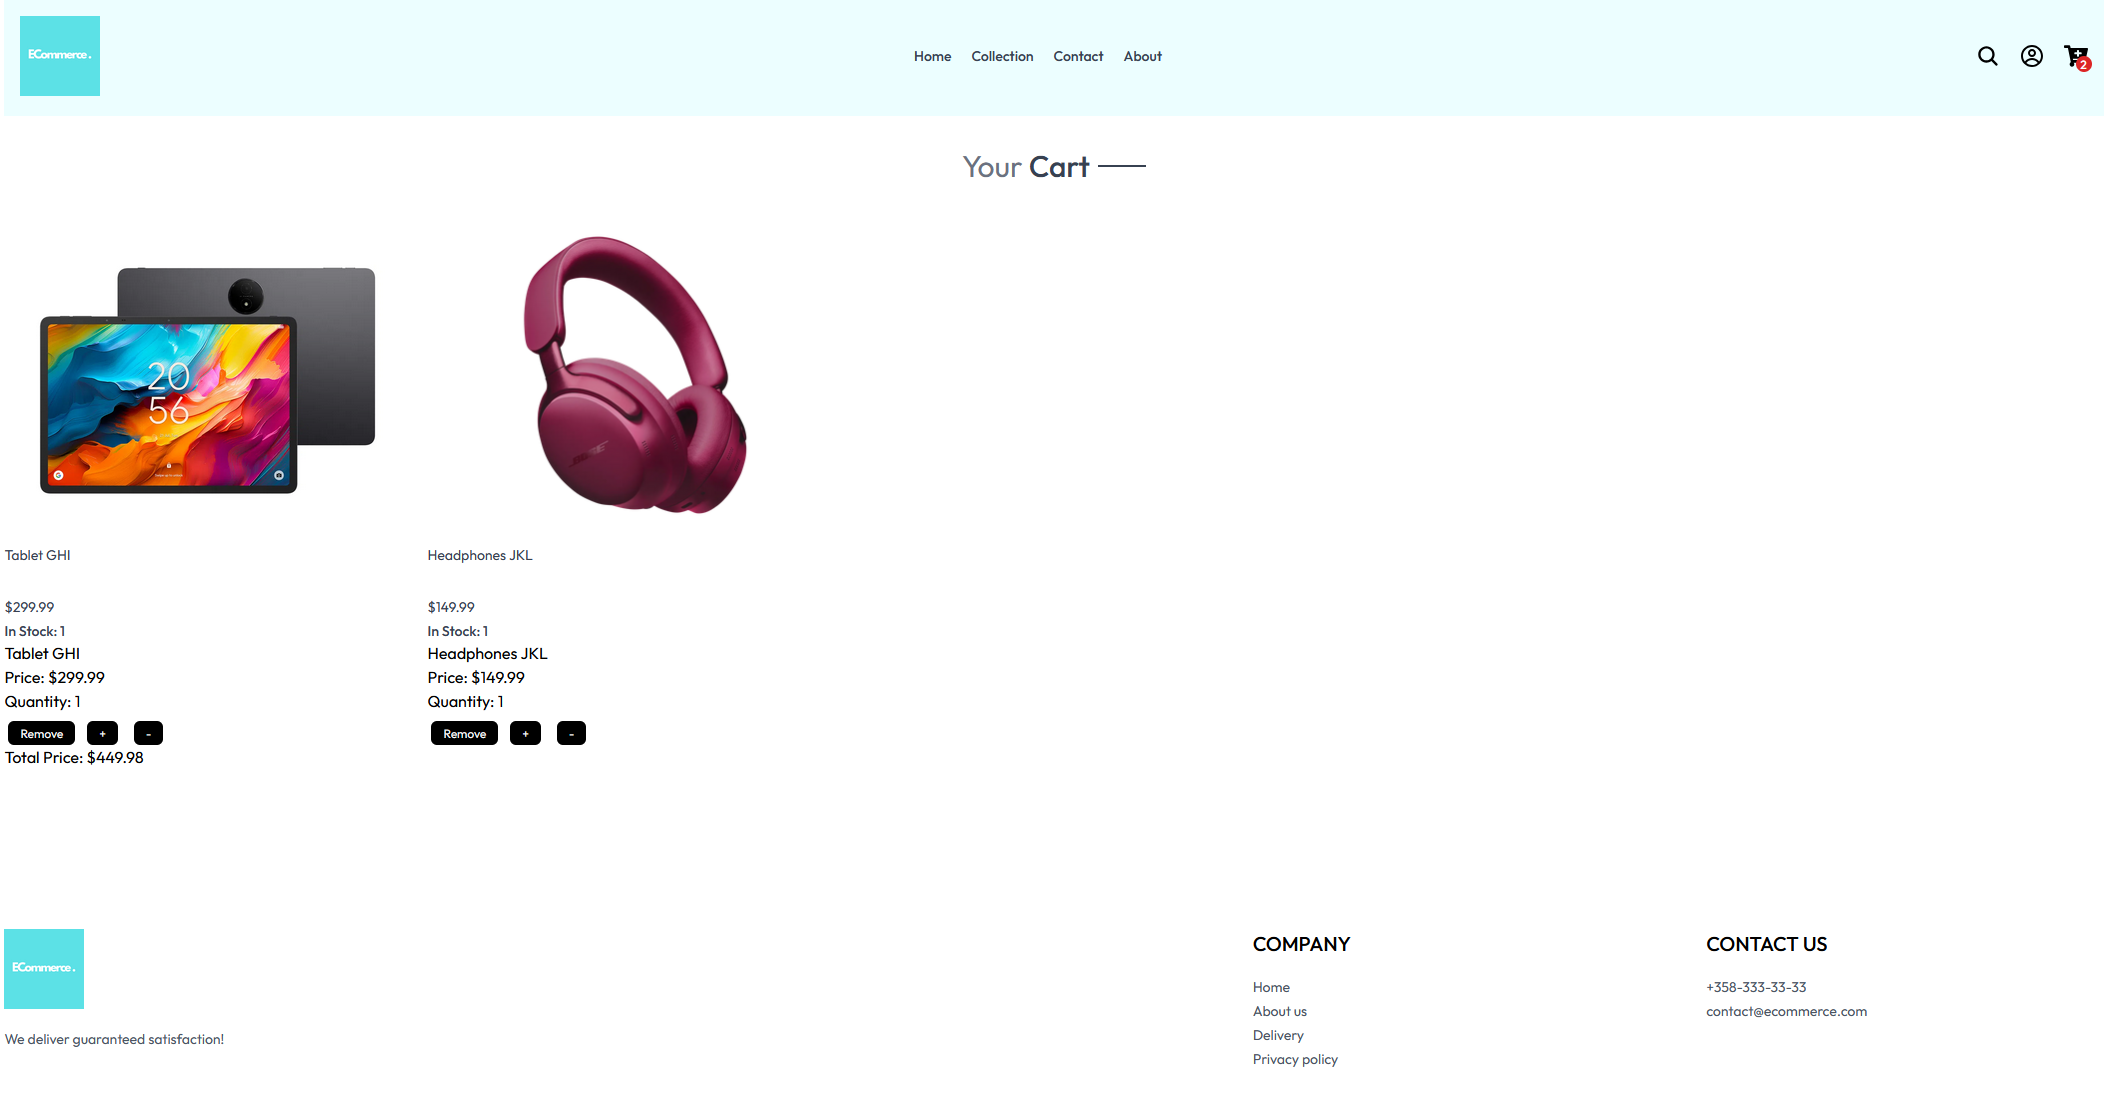 ECommerce .
Home Collection Contact About
2
Your Cart
20
56
Tablet GHI
$299.99
In Stock: 1
Tablet GHI
Price: $299.99
Quantity: 1
Remove + -
Headphones JKL
$149.99
In Stock: 1
Headphones JKL
Price: $149.99
Quantity: 1
Remove + -
Total Price: $449.98
ECommerce .
We deliver guaranteed satisfaction!
COMPANY
Home
About us
Delivery
Privacy policy
CONTACT US
+358-333-33-33
contact@ecommerce.com